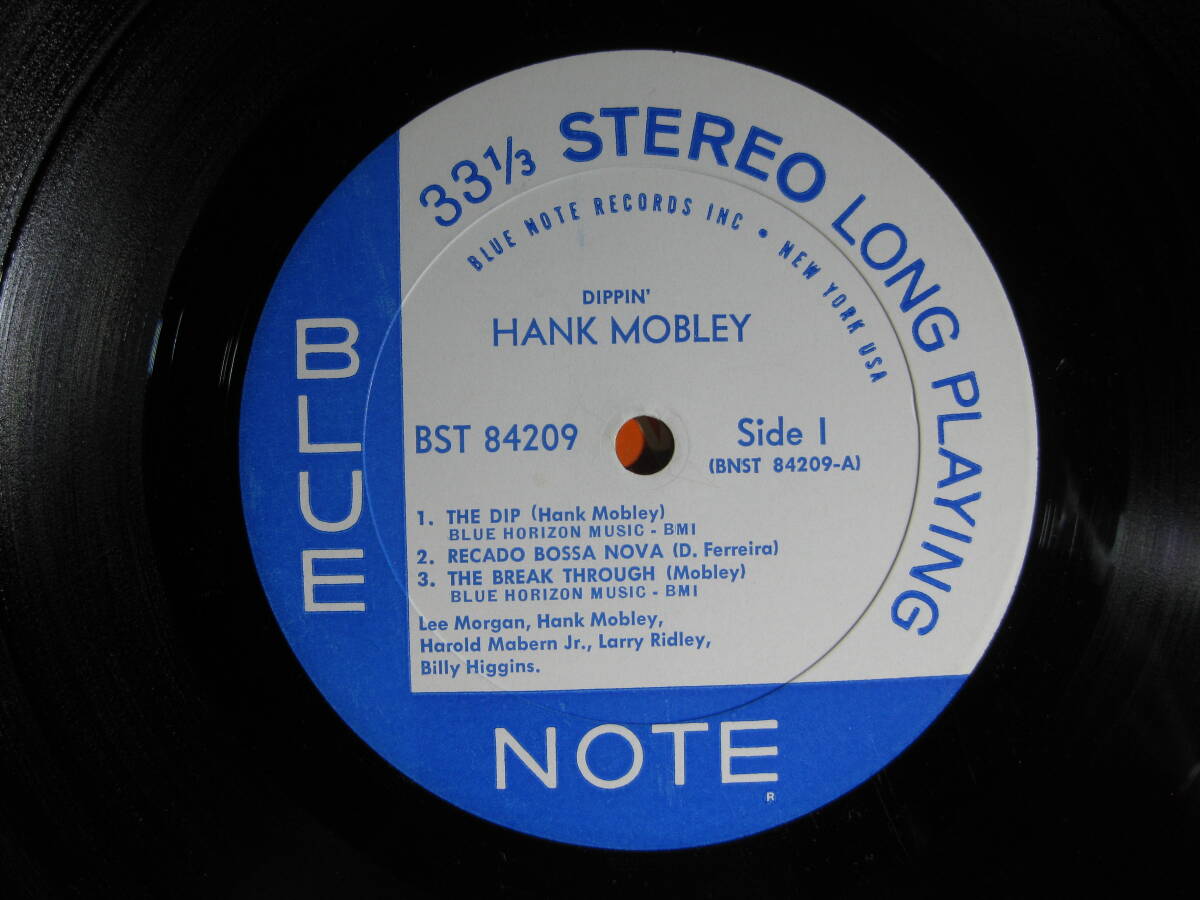 33⅓ STEREO LONG PLAYING
BLUE NOTE RECORDS INC • NEW YORK USA
DIPPIN'
HANK MOBLEY
BST 84209
Side 1
(BNST 84209-A)
1. THE DIP (Hank Mobley)
BLUE HORIZON MUSIC - BMI
2. RECADO BOSSA NOVA (D. Ferreira)
3. THE BREAK THROUGH (Mobley)
BLUE HORIZON MUSIC - BMI
Lee Morgan, Hank Mobley,
Harold Mabern Jr., Larry Ridley,
Billy Higgins.
BLUE
NOTE
R